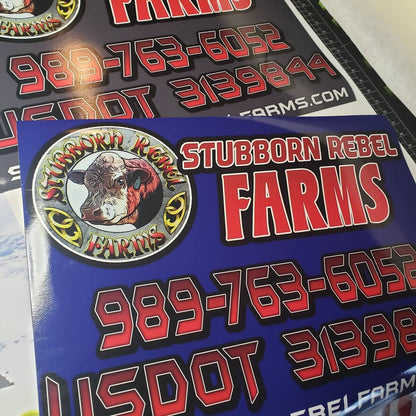 FARMS
FARMS
989-763-6052
USDOT 3139844
RELFARMS.COM
STUBBORN REBEL
FARMS
STUBBORN REBEL
FARMS
989-763-6052
USDOT 31398